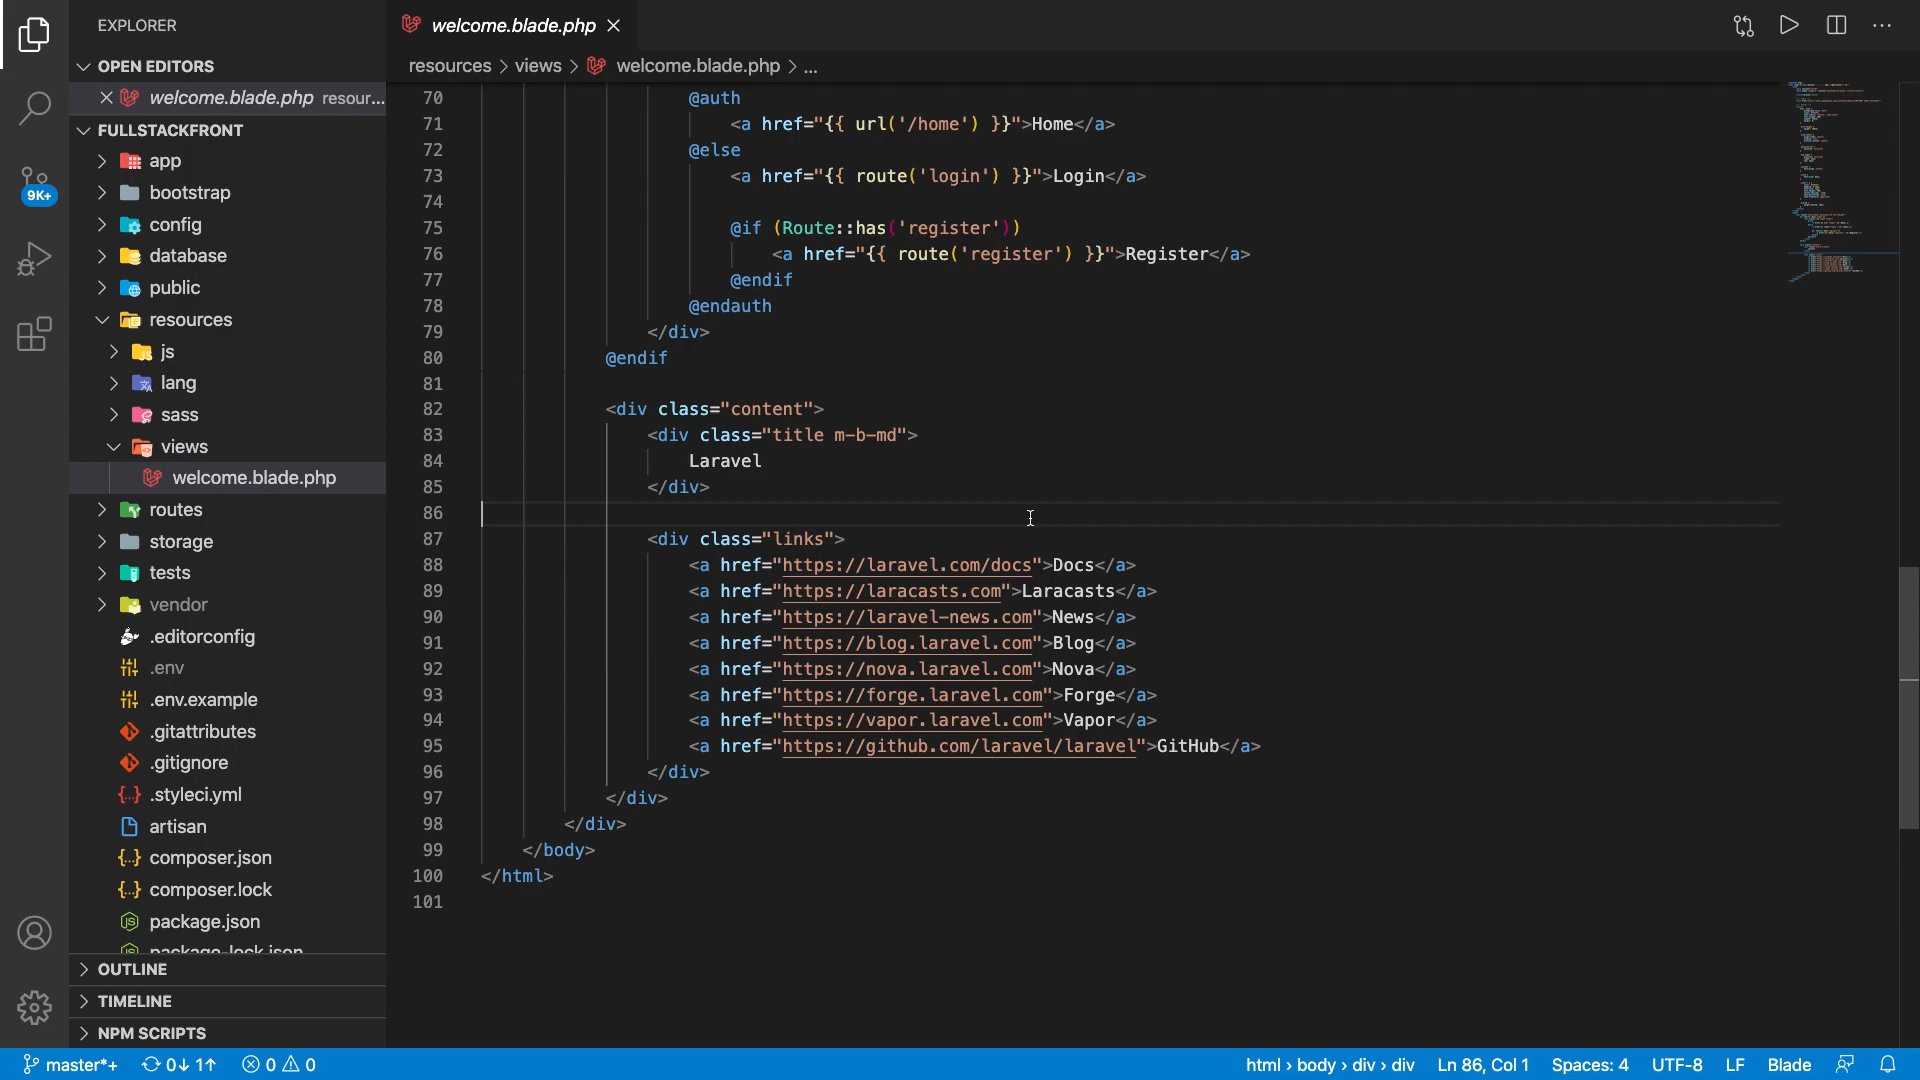 EXPLORER
OPEN EDITORS
welcome.blade.php resour...
FULLSTACKFRONT
app
bootstrap
config
database
public
resources
js
lang
sass
views
welcome.blade.php
routes
storage
tests
vendor
.editorconfig
.env
.env.example
.gitattributes
.gitignore
.styleci.yml
artisan
composer.json
composer.lock
package.json
package-lock.json
OUTLINE
TIMELINE
NPM SCRIPTS
9K+
welcome.blade.php
resources > views > welcome.blade.php > ...
70 @auth
71 <a href="{{ url('/home') }}">Home</a>
72 @else
73 <a href="{{ route('login') }}">Login</a>
74
75 @if (Route::has('register'))
76 <a href="{{ route('register') }}">Register</a>
77 @endif
78 @endauth
79 </div>
80 @endif
81
82 <div class="content">
83 <div class="title m-b-md">
84 Laravel
85 </div>
86
87 <div class="links">
88 <a href="https://laravel.com/docs">Docs</a>
89 <a href="https://laracasts.com">Laracasts</a>
90 <a href="https://laravel-news.com">News</a>
91 <a href="https://blog.laravel.com">Blog</a>
92 <a href="https://nova.laravel.com">Nova</a>
93 <a href="https://forge.laravel.com">Forge</a>
94 <a href="https://vapor.laravel.com">Vapor</a>
95 <a href="https://github.com/laravel/laravel">GitHub</a>
96 </div>
97 </div>
98 </div>
99 </body>
100 </html>
101
master*+ 0↓ 1↑ 0 0 html › body › div › div Ln 86, Col 1 Spaces: 4 UTF-8 LF Blade